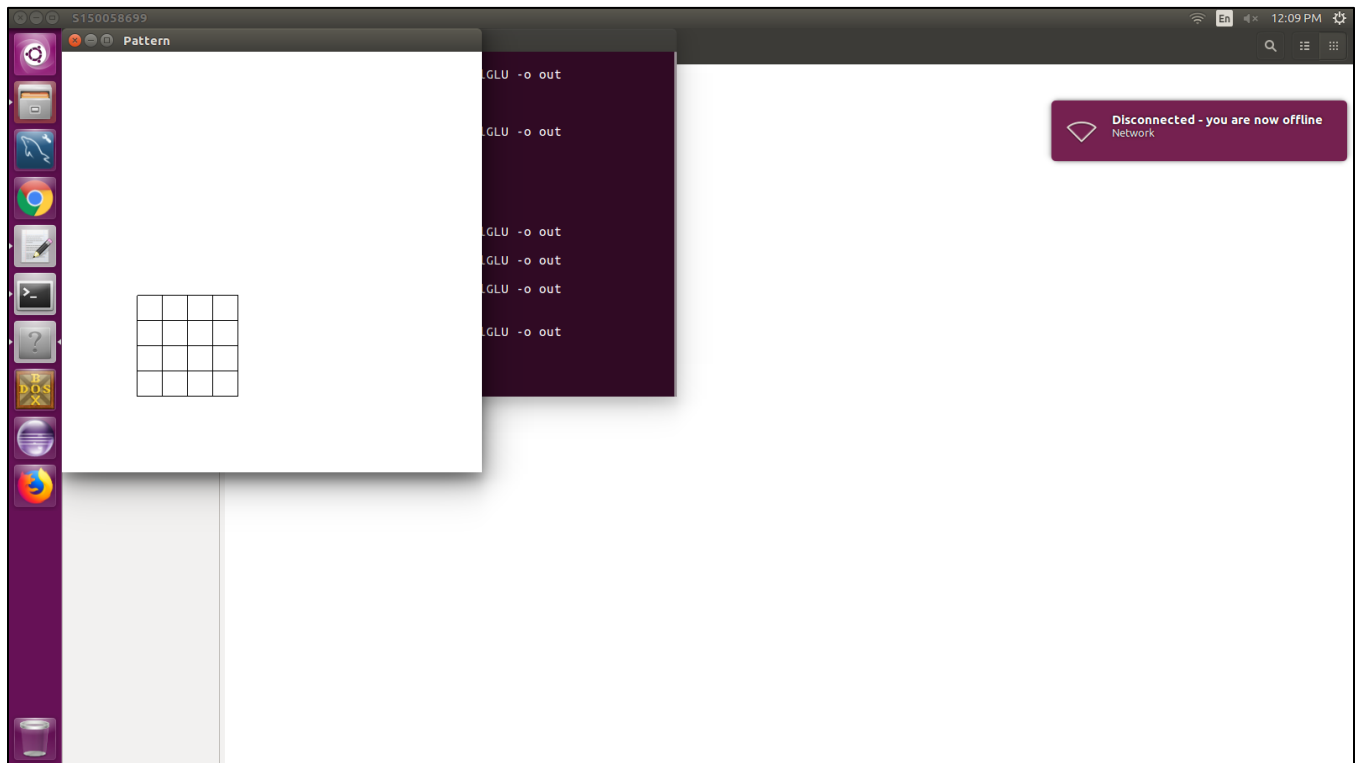 S150058699
En
12:09 PM
Pattern
lGLU -o out
lGLU -o out
lGLU -o out
lGLU -o out
lGLU -o out
lGLU -o out
Disconnected - you are now offline
Network
>_
?
B
DOS
X